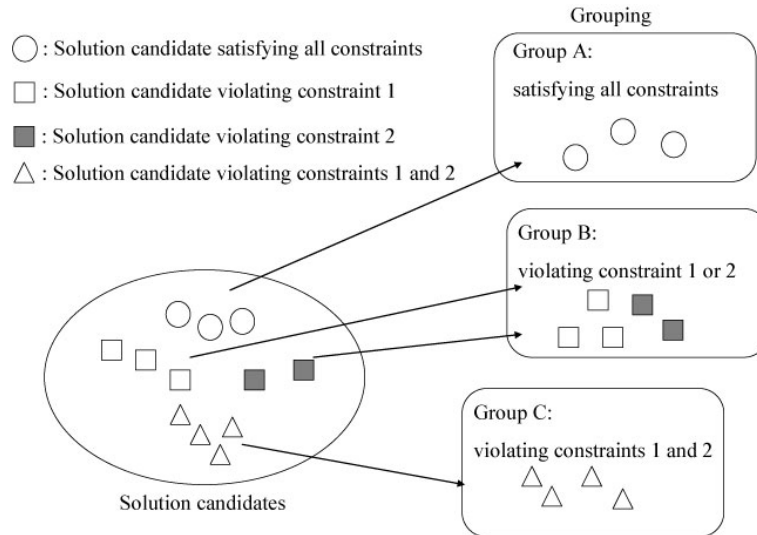 Grouping
: Solution candidate satisfying all constraints
: Solution candidate violating constraint 1
: Solution candidate violating constraint 2
: Solution candidate violating constraints 1 and 2
Group A:
satisfying all constraints
Group B:
violating constraint 1 or 2
Group C:
violating constraints 1 and 2
Solution candidates